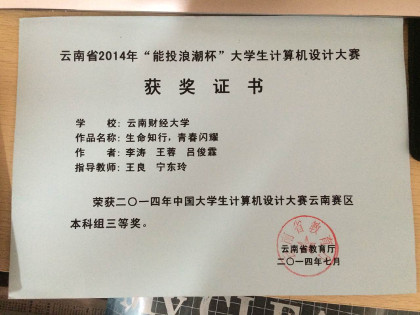 云南省2014年“能投浪潮杯”大学生计算机设计大赛
获奖证书
学 校：云南财经大学
作品名称：生命知行，青春闪耀
作 者：李涛 王蓉 吕俊霖
指导教师：王良 宁东玲
荣获二〇一四年中国大学生计算机设计大赛云南赛区
本科组三等奖。
云南省教育厅
二〇一四年七月